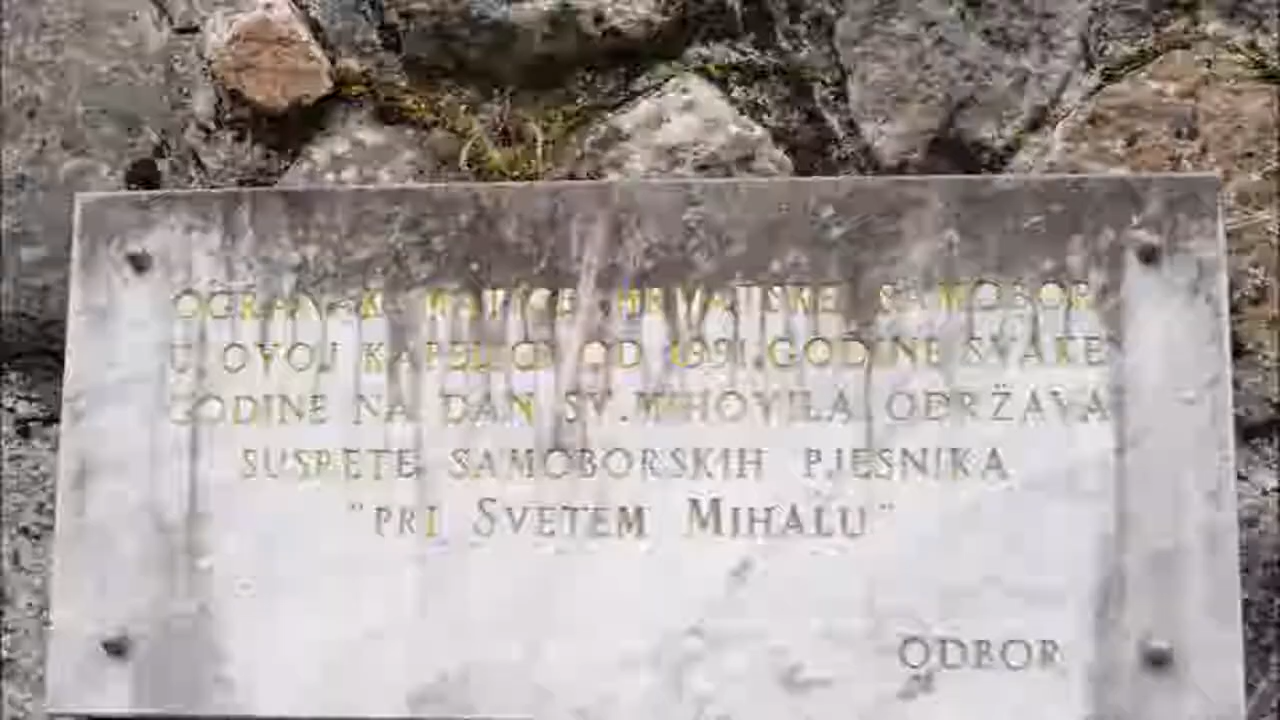 OGRANAK MATICE HRVATSKE SAMOBOR
U OVOJ KAPELICI OD 1991. GODINE SVAKE
GODINE NA DAN SV. MIHOVILA ODRŽAVA
SUSRETE SAMOBORSKIH PJESNIKA
"PRI SVETEM MIHALU"
ODBOR